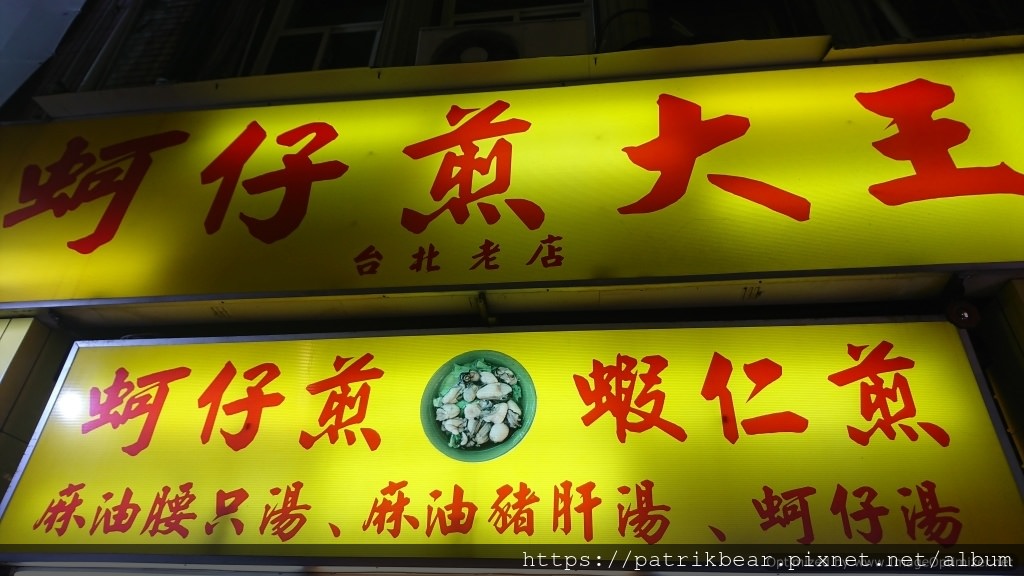 蚵仔煎大王
台北老店
蚵仔煎 蝦仁煎
麻油腰只湯、麻油豬肝湯、蚵仔湯
https://patrikbear.pixnet.net/album